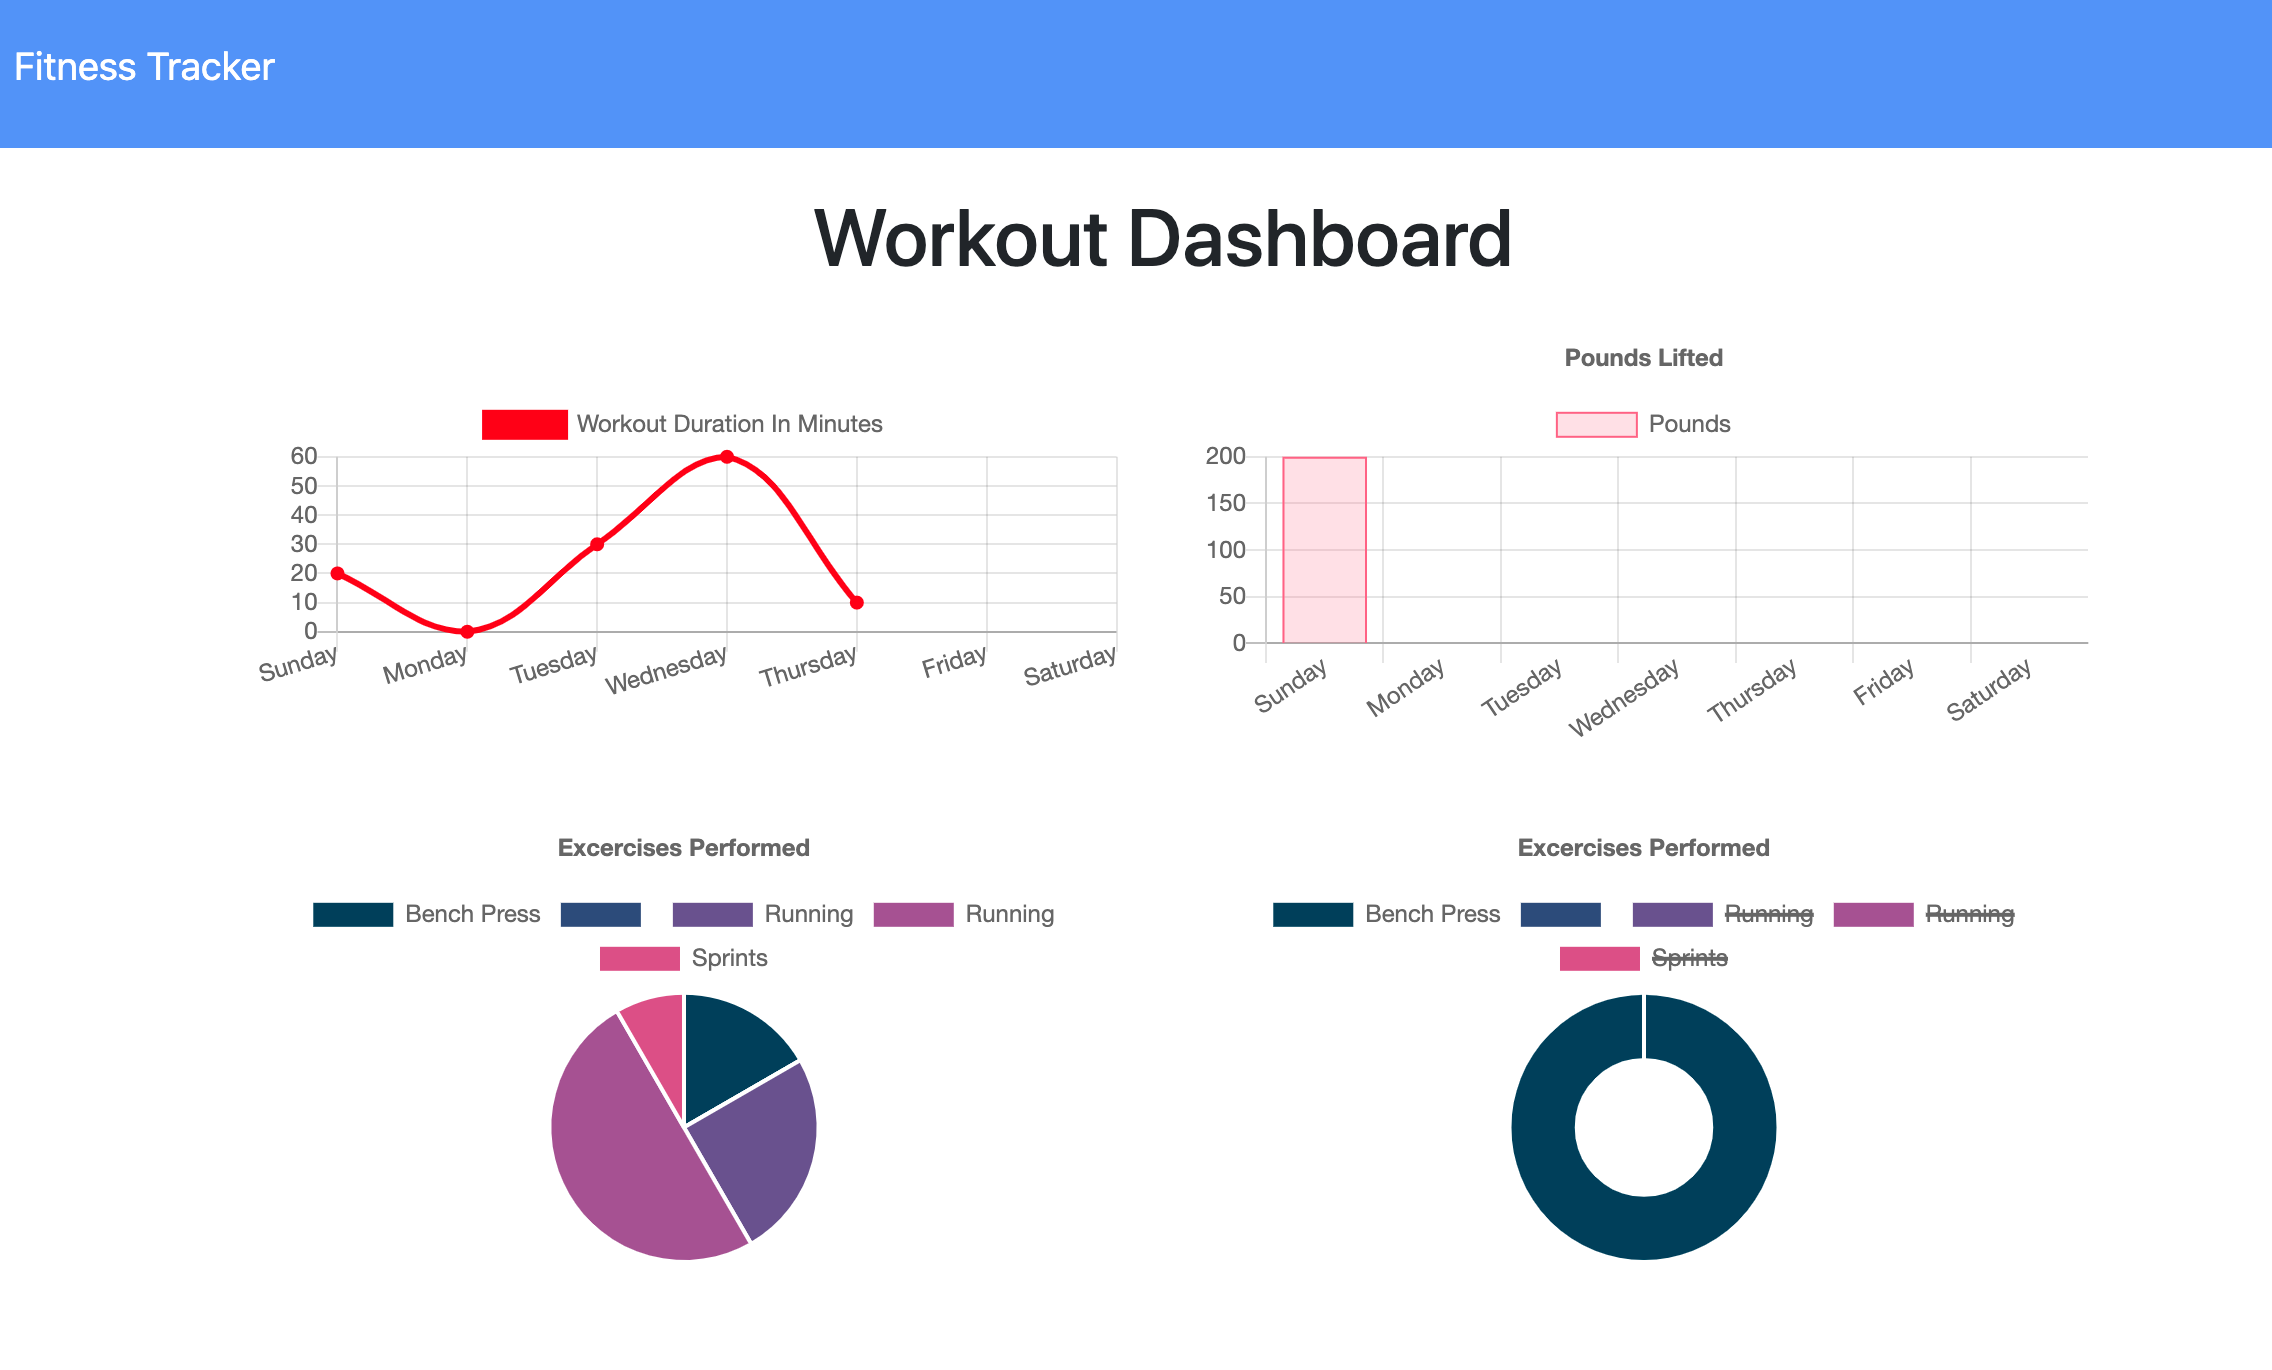 Fitness Tracker
Workout Dashboard
Workout Duration In Minutes
60
50
40
30
20
10
0
Sunday Monday Tuesday Wednesday Thursday Friday Saturday
Pounds Lifted
Pounds
200
150
100
50
0
Sunday Monday Tuesday Wednesday Thursday Friday Saturday
Excercises Performed
Bench Press Running Running
Sprints
Excercises Performed
Bench Press Running Running
Sprints